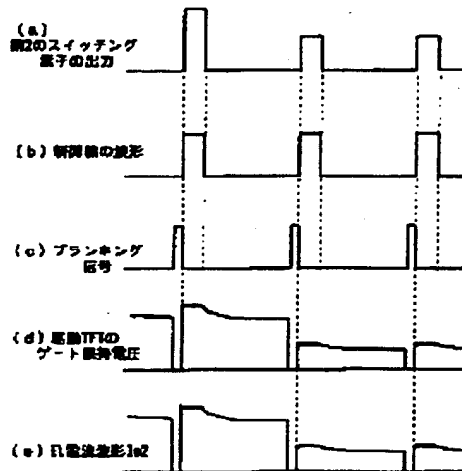 (a)
第2のスイッチング
素子の出力
(b) 制御線の波形
(c) ブランキング
信号
(d) 駆動TFTの
ゲート保持電圧
(e) EL電流波形Ie2